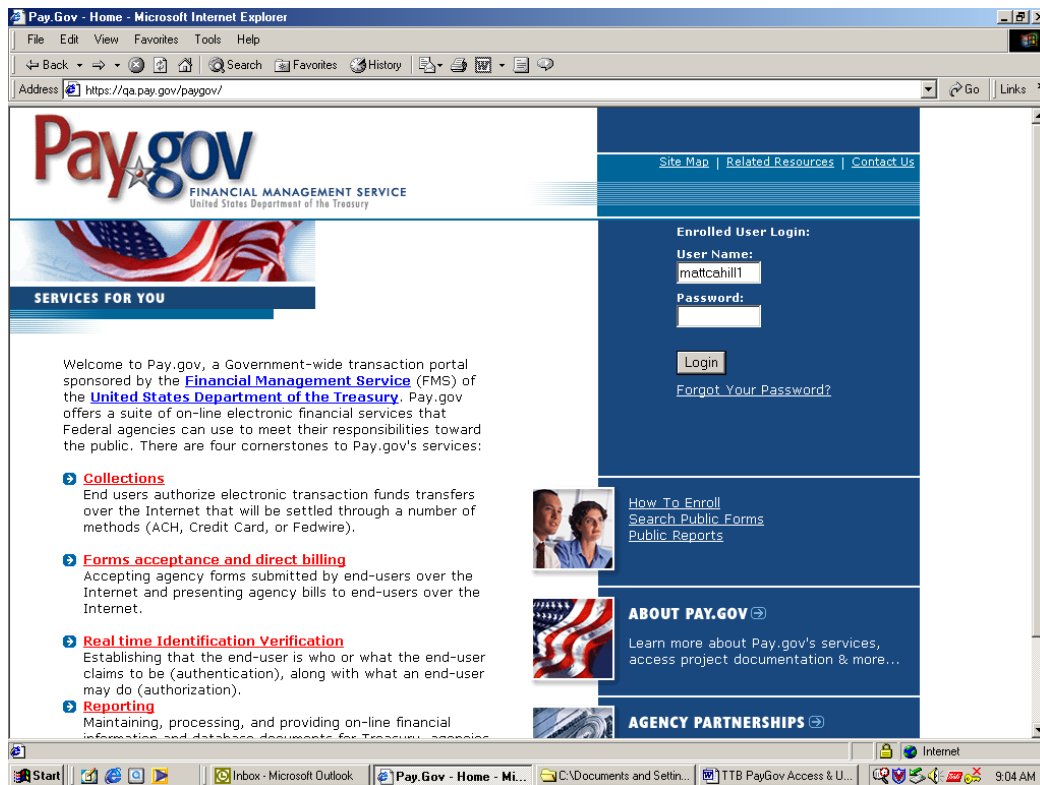 Pay.Gov - Home - Microsoft Internet Explorer
File Edit View Favorites Tools Help
Back Search Favorites History
Address https://qa.pay.gov/paygov/ Go Links
Pay.gov
FINANCIAL MANAGEMENT SERVICE
United States Department of the Treasury
Site Map | Related Resources | Contact Us
SERVICES FOR YOU
Enrolled User Login:
User Name:
mattcahill1
Password:
Login
Forgot Your Password?
Welcome to Pay.gov, a Government-wide transaction portal
sponsored by the Financial Management Service (FMS) of
the United States Department of the Treasury. Pay.gov
offers a suite of on-line electronic financial services that
Federal agencies can use to meet their responsibilities toward
the public. There are four cornerstones to Pay.gov's services:
Collections
End users authorize electronic transaction funds transfers
over the Internet that will be settled through a number of
methods (ACH, Credit Card, or Fedwire).
Forms acceptance and direct billing
Accepting agency forms submitted by end-users over the
Internet and presenting agency bills to end-users over the
Internet.
Real time Identification Verification
Establishing that the end-user is who or what the end-user
claims to be (authentication), along with what an end-user
may do (authorization).
Reporting
Maintaining, processing, and providing on-line financial
information and database documents for Treasury, agencies
How To Enroll
Search Public Forms
Public Reports
ABOUT PAY.GOV
Learn more about Pay.gov's services,
access project documentation & more...
AGENCY PARTNERSHIPS
Internet
Start Inbox - Microsoft Outlook Pay.Gov - Home - Mi... C:\Documents and Settin... TTB PayGov Access & U... 9:04 AM